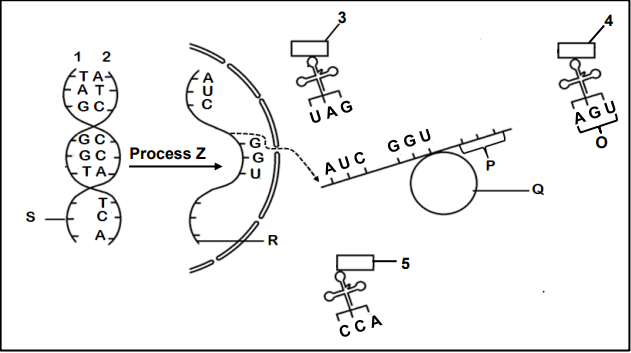 1 2
T A
A T
G C
G C
G C
T A
T
C
A
S
Process Z
A
U
C
G
G
U
R
3
U A G
4
A G U
O
A U C G G U
P
Q
5
C C A